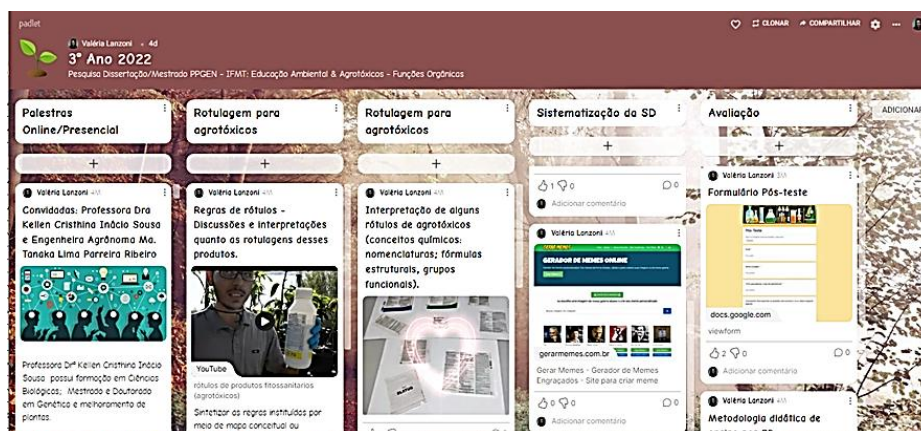 padlet
CLONAR
COMPARTILHAR
Valéria Lanzoni • 4d
3º Ano 2022
Pesquisa Dissertação/Mestrado PPGEN - IFMT: Educação Ambiental & Agrotóxicos - Funções Orgânicas
Palestras
Online/Presencial
+
Valéria Lanzoni 4M
Convidadas: Professora Dra
Kellen Cristhina Inácio Sousa
e Engenheira Agrônoma Ma.
Tanaka Lima Parreira Ribeiro
Professora Drª Kellen Cristhina Inácio
Sousa possui formação em Ciências
Biológicas; Mestrado e Doutorado
em Genética e melhoramento de
plantas.
Rotulagem para
agrotóxicos
+
Valéria Lanzoni 4M
Regras de rótulos -
Discussões e interpretações
quanto as rotulagens desses
produtos.
YouTube
rótulos de produtos fitossanitários
(agrotóxicos)
Sintetizar as regras instituídas por
meio de mapa conceitual ou
Rotulagem para
agrotóxicos
+
Valéria Lanzoni 4M
Interpretação de alguns
rótulos de agrotóxicos
(conceitos químicos:
nomenclaturas; fórmulas
estruturais, grupos
funcionais).
Sistematização da SD
+
1 0 0
Adicionar comentário
Valéria Lanzoni 4M
GERADOR DE MEMES ONLINE
gerarmemes.com.br
Gerar Memes - Gerador de Memes
Engraçados - Site para criar meme
0 0 0
Adicionar comentário
Avaliação
+
Valéria Lanzoni 3M
Formulário Pós-teste
docs.google.com
viewform
2 0 0
Adicionar comentário
Valéria Lanzoni 4M
Metodologia didática de
ADICIONAR